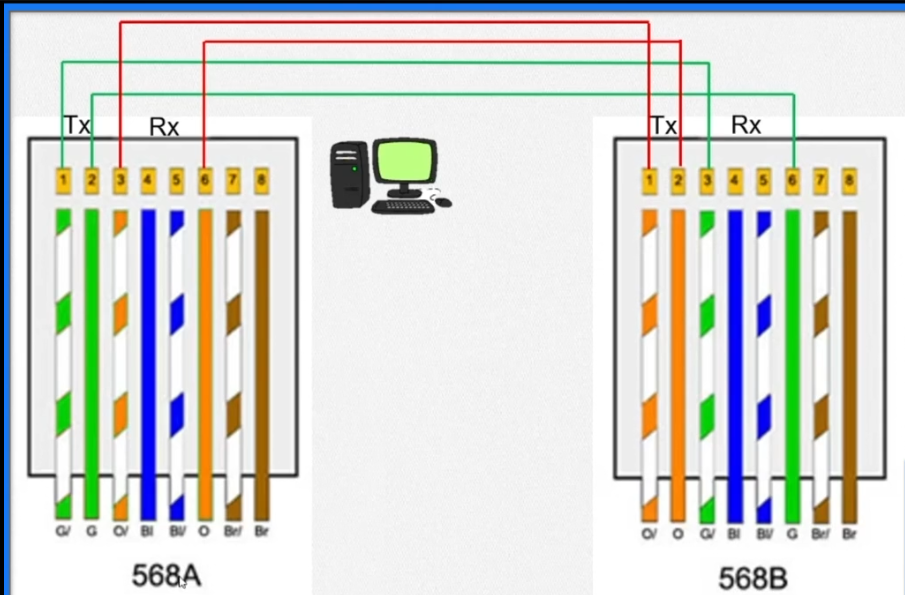 Tx Rx
1 2 3 4 5 6 7 8
G/ G O/ Bl Bl/ O Br/ Br
568A
Tx Rx
1 2 3 4 5 6 7 8
O/ O G/ Bl Bl/ G Br/ Br
568B